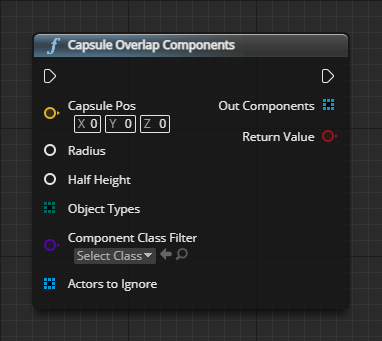 f Capsule Overlap Components
Capsule Pos Out Components
X 0 Y 0 Z 0
Return Value
Radius
Half Height
Object Types
Component Class Filter
Select Class
Actors to Ignore